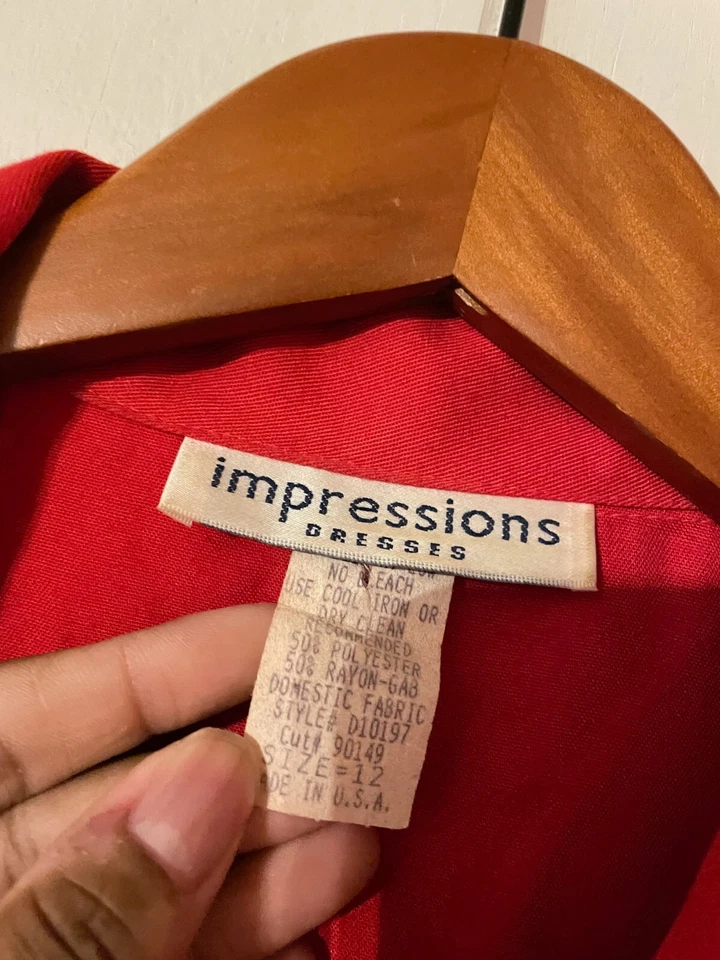 impressions
DRESSES
NO BLEACH
USE COOL IRON OR
DRY CLEAN
RECOMMENDED
50% POLYESTER
50% RAYON-GAB
DOMESTIC FABRIC
STYLE# D10197
Cut# 90149
SIZE=12
ADE IN U.S.A.